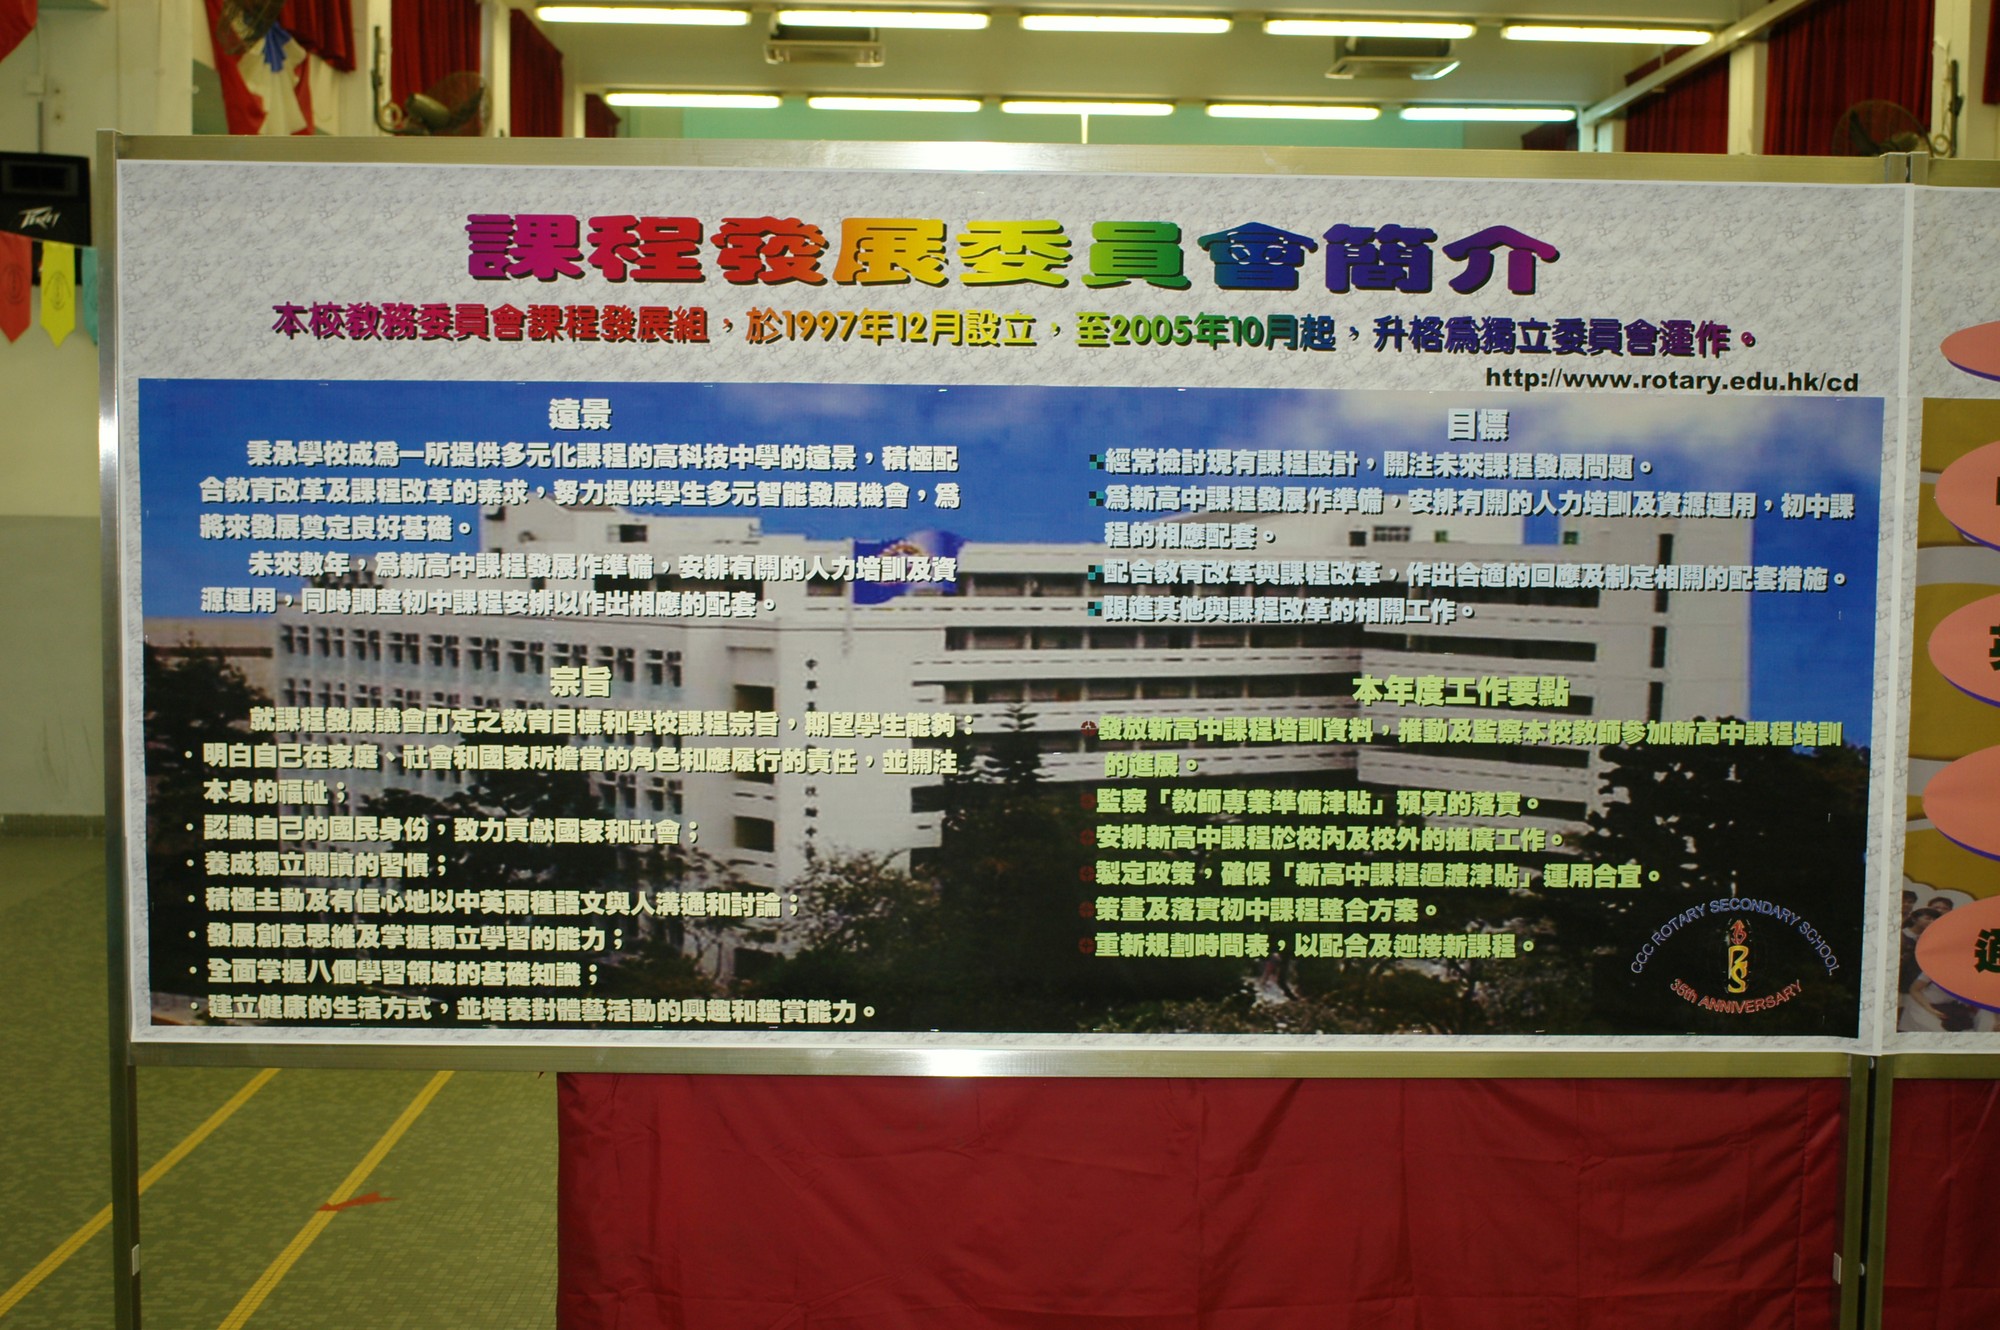 課程發展委員會簡介
本校教務委員會課程發展組，於1997年12月設立，至2005年10月起，升格為獨立委員會運作。
http://www.rotary.edu.hk/cd
遠景
秉承學校成為一所提供多元化課程的高科技中學的遠景，積極配
合教育改革及課程改革的素求，努力提供學生多元智能發展機會，為
將來發展奠定良好基礎。
未來數年，為新高中課程發展作準備，安排有關的人力培訓及資
源運用，同時調整初中課程安排以作出相應的配套。
宗旨
就課程發展議會訂定之教育目標和學校課程宗旨，期望學生能夠：
・明白自己在家庭、社會和國家所擔當的角色和應履行的責任，並關注
本身的福祉；
・認識自己的國民身份，致力貢獻國家和社會；
・養成獨立閱讀的習慣；
・積極主動及有信心地以中英兩種語文與人溝通和討論；
・發展創意思維及掌握獨立學習的能力；
・全面掌握八個學習領域的基礎知識；
・建立健康的生活方式，並培養對體藝活動的興趣和鑑賞能力。
目標
經常檢討現有課程設計，關注未來課程發展問題。
為新高中課程發展作準備，安排有關的人力培訓及資源運用，初中課
程的相應配套。
配合教育改革與課程改革，作出合適的回應及制定相關的配套措施。
跟進其他與課程改革的相關工作。
本年度工作要點
發放新高中課程培訓資料，推動及監察本校教師參加新高中課程培訓
的進展。
監察「教師專業準備津貼」預算的落實。
安排新高中課程於校內及校外的推廣工作。
製定政策，確保「新高中課程過渡津貼」運用合宜。
策畫及落實初中課程整合方案。
重新規劃時間表，以配合及迎接新課程。
CCC ROTARY SECONDARY SCHOOL
35th ANNIVERSARY
PEAVEY